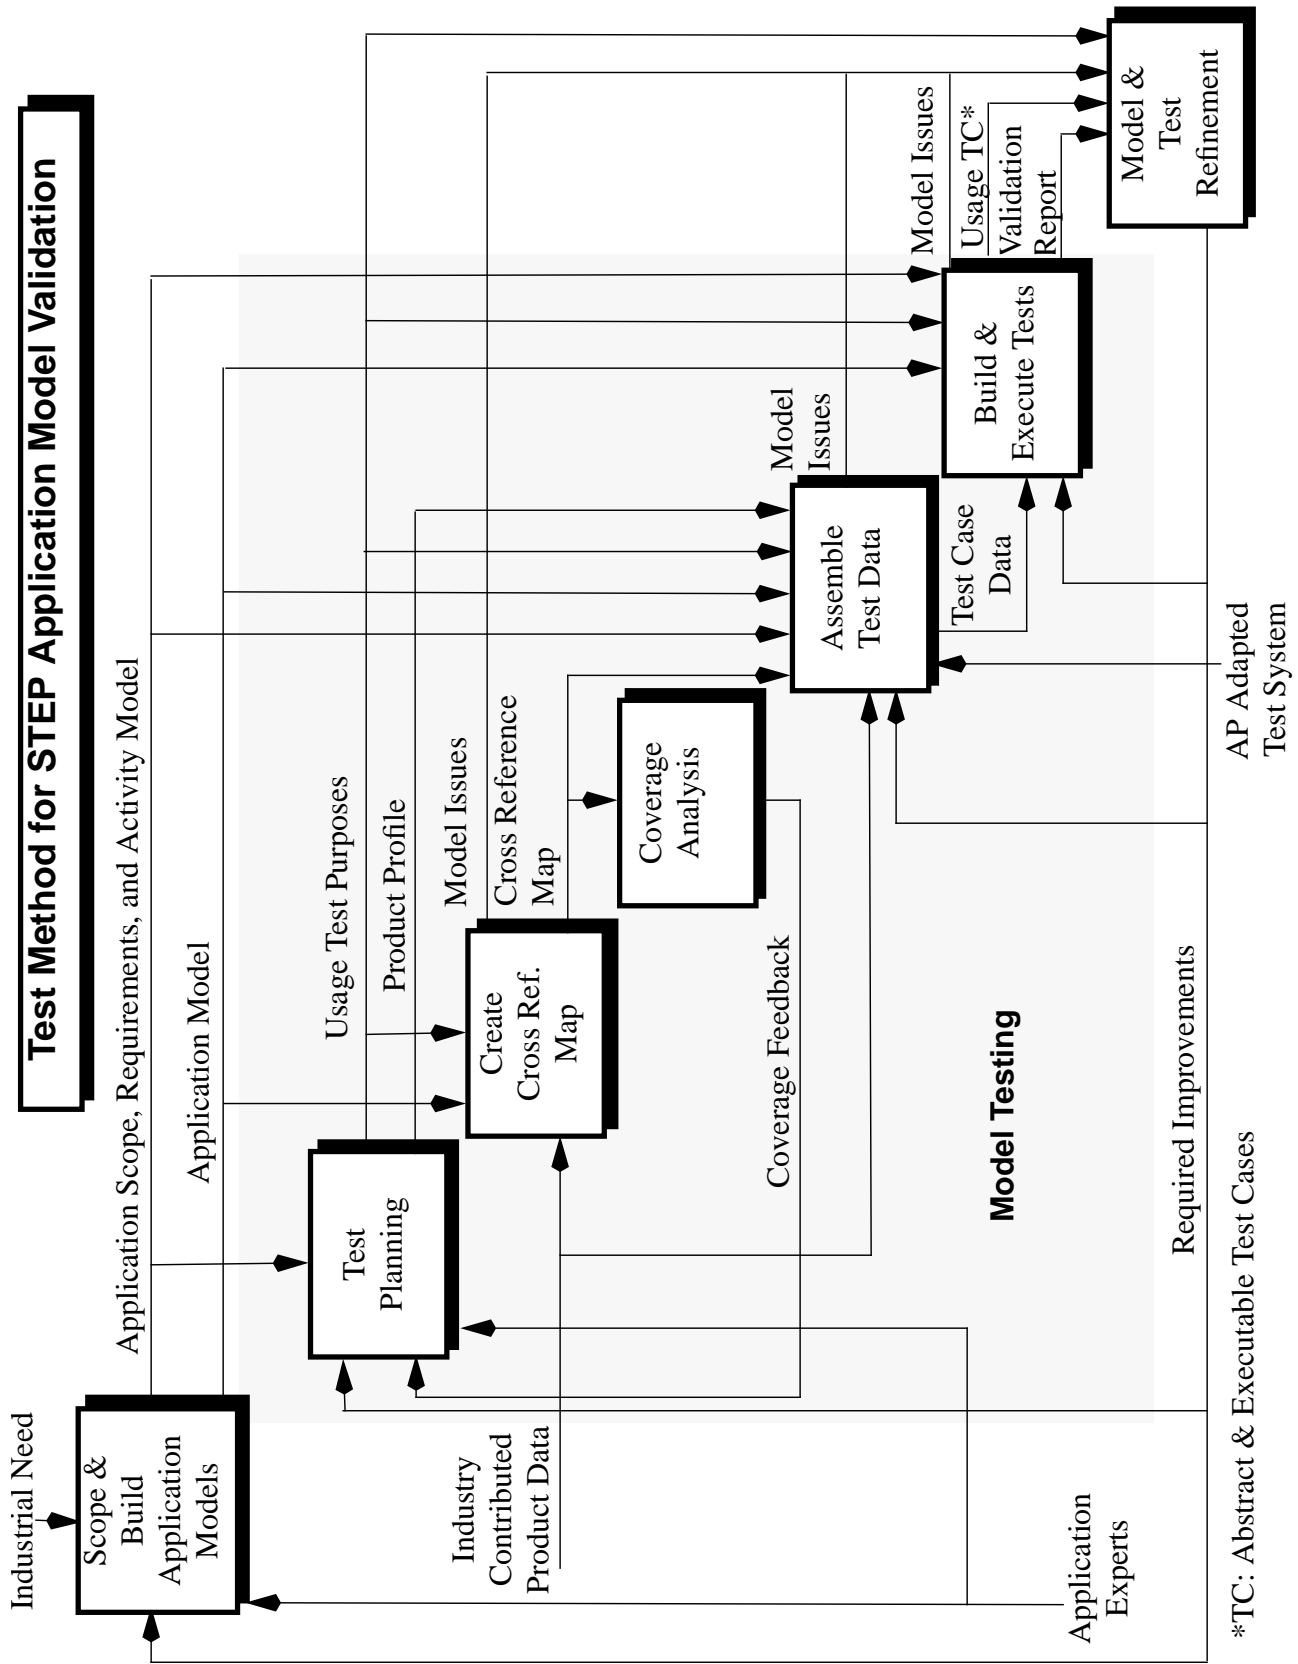 Test Method for STEP Application Model Validation
Industrial Need
Scope &
Build
Application
Models
Application Scope, Requirements, and Activity Model
Application Model
Test
Planning
Usage Test Purposes
Product Profile
Create
Cross Ref.
Map
Model Issues
Cross Reference
Map
Coverage
Analysis
Assemble
Test Data
Model
Issues
Test Case
Data
Build &
Execute Tests
Model Issues
Usage TC*
Validation
Report
Model &
Test
Refinement
Industry
Contributed
Product Data
Coverage Feedback
Model Testing
Application
Experts
Required Improvements
AP Adapted
Test System
*TC: Abstract & Executable Test Cases